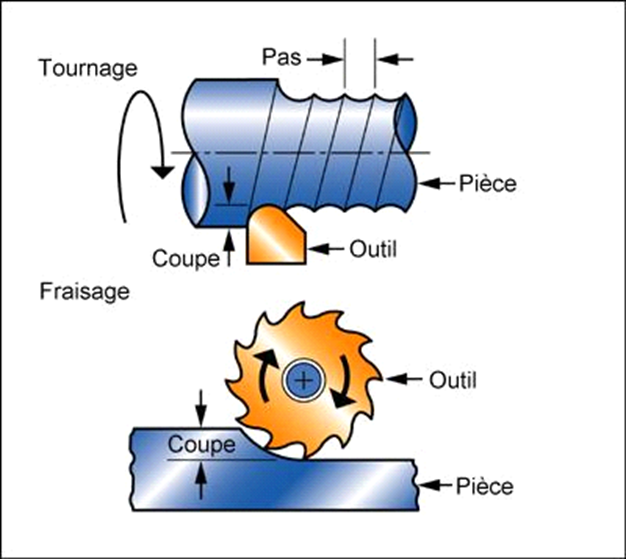 Pas
Tournage
Pièce
Coupe
Outil
Fraisage
Outil
Coupe
Pièce